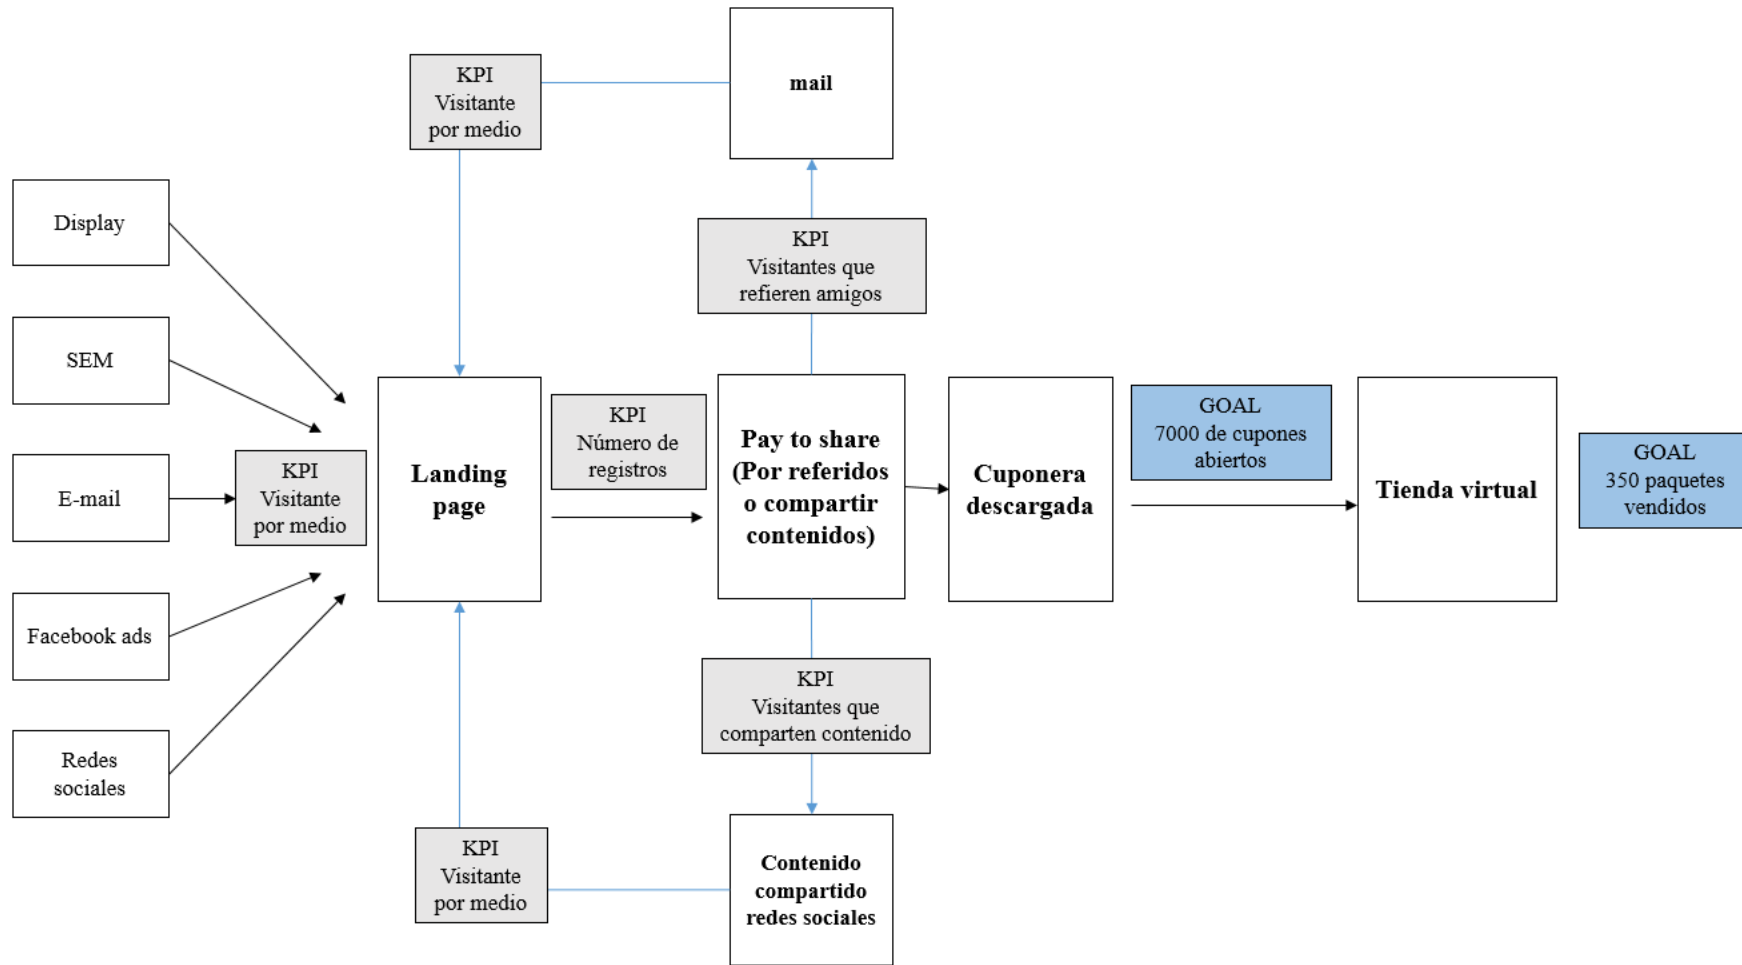 KPI
Visitante
por medio
mail
Display
KPI
Visitantes que
refieren amigos
SEM
E-mail
KPI
Visitante
por medio
Landing
page
KPI
Número de
registros
Pay to share
(Por referidos
o compartir
contenidos)
Cuponera
descargada
GOAL
7000 de cupones
abiertos
Tienda virtual
GOAL
350 paquetes
vendidos
Facebook ads
KPI
Visitantes que
comparten contenido
Redes
sociales
KPI
Visitante
por medio
Contenido
compartido
redes sociales